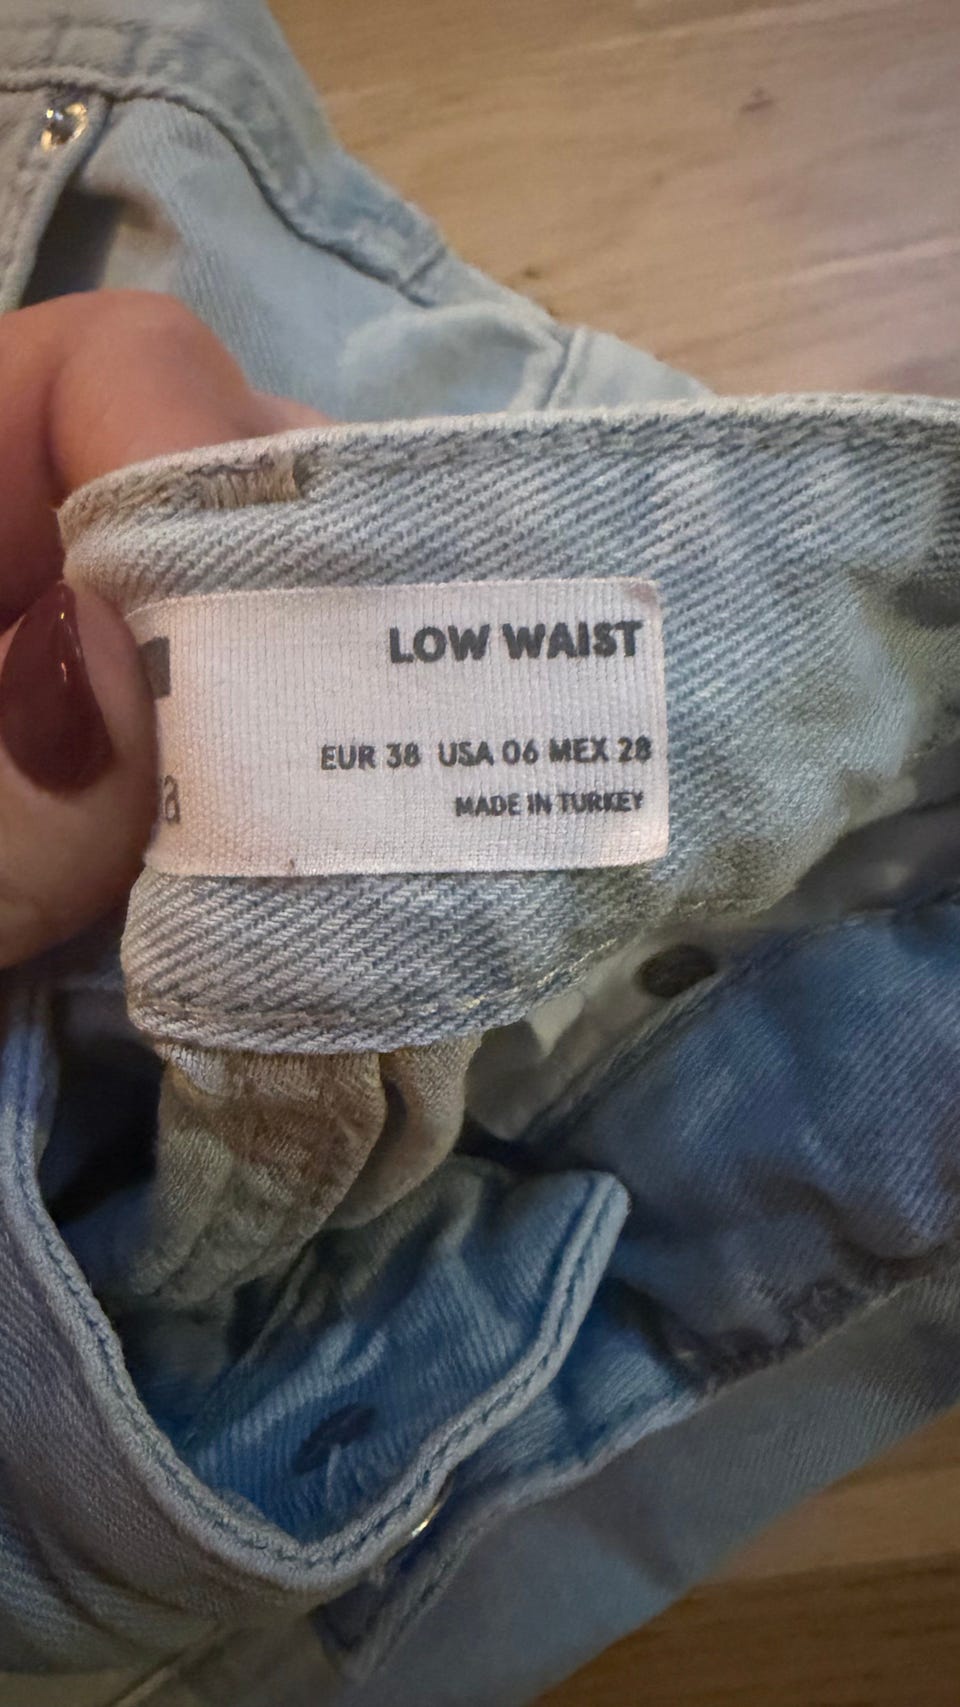 LOW WAIST
EUR 38 USA 06 MEX 28
MADE IN TURKEY
a